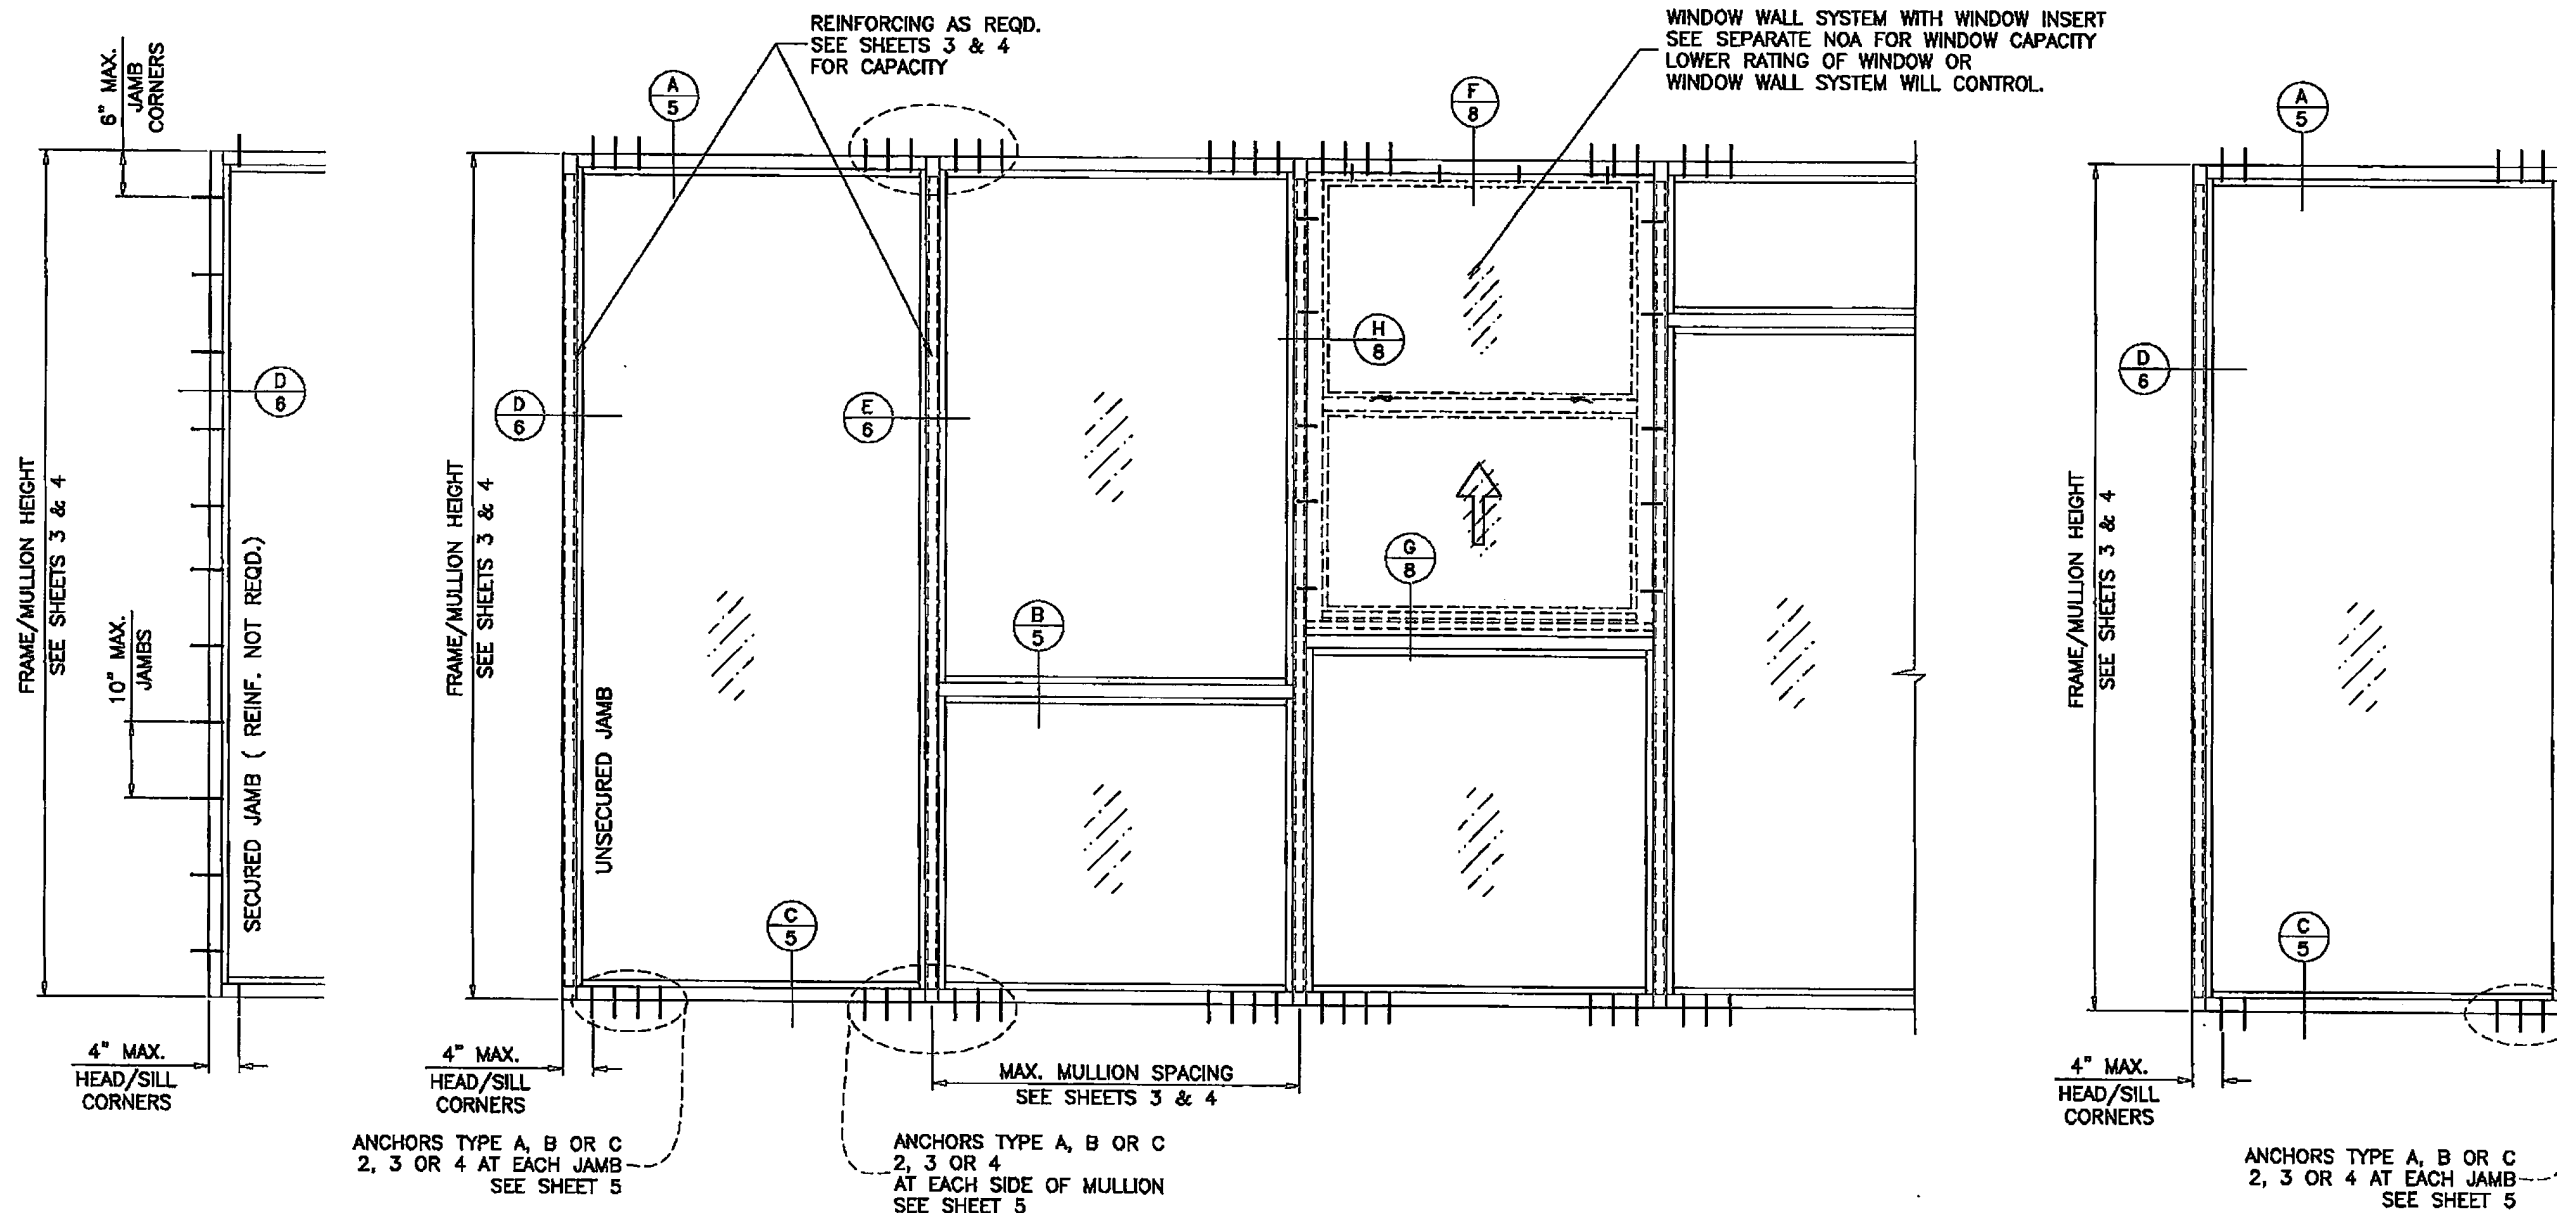 REINFORCING AS REQD.
SEE SHEETS 3 & 4
FOR CAPACITY
WINDOW WALL SYSTEM WITH WINDOW INSERT
SEE SEPARATE NOA FOR WINDOW CAPACITY
LOWER RATING OF WINDOW OR
WINDOW WALL SYSTEM WILL CONTROL.
6" MAX.
JAMB
CORNERS
A
5
F
8
A
5
H
8
D
6
D
6
E
6
D
6
FRAME/MULLION HEIGHT
SEE SHEETS 3 & 4
10" MAX.
JAMBS
SECURED JAMB ( REINF. NOT REQD.)
FRAME/MULLION HEIGHT
SEE SHEETS 3 & 4
UNSECURED JAMB
G
8
B
5
FRAME/MULLION HEIGHT
SEE SHEETS 3 & 4
C
5
C
5
4" MAX.
HEAD/SILL
CORNERS
4" MAX.
HEAD/SILL
CORNERS
MAX. MULLION SPACING
SEE SHEETS 3 & 4
4" MAX.
HEAD/SILL
CORNERS
ANCHORS TYPE A, B OR C
2, 3 OR 4 AT EACH JAMB
SEE SHEET 5
ANCHORS TYPE A, B OR C
2, 3 OR 4
AT EACH SIDE OF MULLION
SEE SHEET 5
ANCHORS TYPE A, B OR C
2, 3 OR 4 AT EACH JAMB
SEE SHEET 5